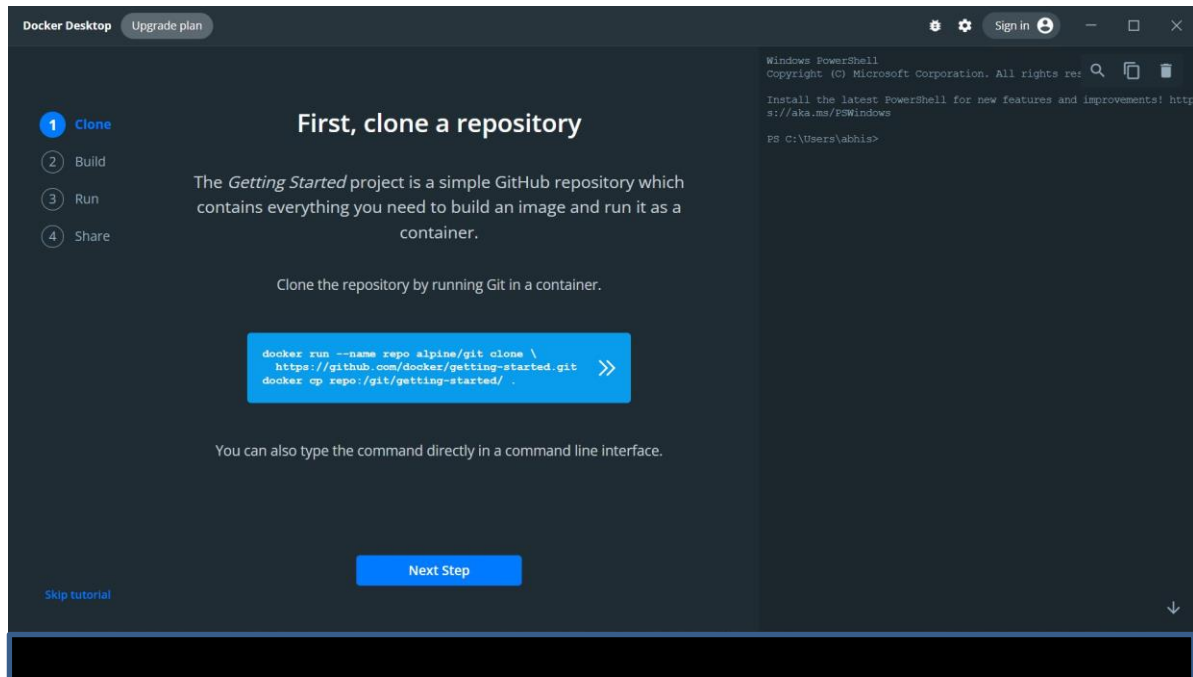 Docker Desktop Upgrade plan Sign in
1 Clone
2 Build
3 Run
4 Share
First, clone a repository
The Getting Started project is a simple GitHub repository which
contains everything you need to build an image and run it as a
container.
Clone the repository by running Git in a container.
docker run --name repo alpine/git clone \
https://github.com/docker/getting-started.git
docker cp repo:/git/getting-started/ .
You can also type the command directly in a command line interface.
Next Step
Skip tutorial
Windows PowerShell
Copyright (C) Microsoft Corporation. All rights res
Install the latest PowerShell for new features and improvements! http
s://aka.ms/PSWindows
PS C:\Users\abhis>